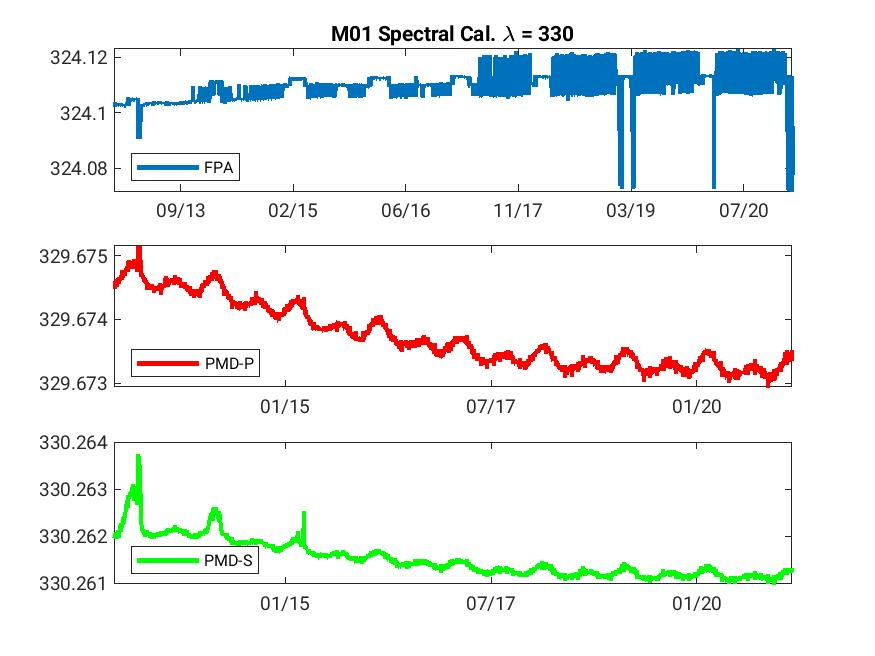 M01 Spectral Cal. λ = 330
324.12
324.1
324.08
FPA
09/13 02/15 06/16 11/17 03/19 07/20
329.675
329.674
329.673
PMD-P
01/15 07/17 01/20
330.264
330.263
330.262
330.261
PMD-S
01/15 07/17 01/20